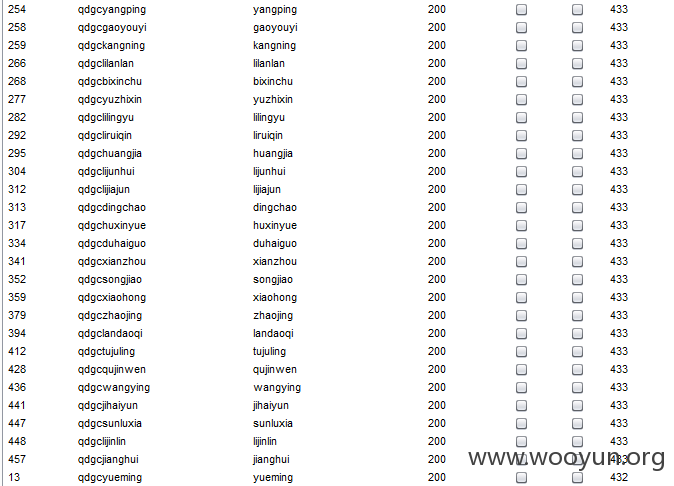 254 qdgcyangping yangping 200 433
258 qdgcgaoyouyi gaoyouyi 200 433
259 qdgckangning kangning 200 433
266 qdgclilanlan lilanlan 200 433
268 qdgcbixinchu bixinchu 200 433
277 qdgcyuzhixin yuzhixin 200 433
282 qdgclilingyu lilingyu 200 433
292 qdgcliruiqin liruiqin 200 433
295 qdgchuangjia huangjia 200 433
304 qdgclijunhui lijunhui 200 433
312 qdgclijiajun lijiajun 200 433
313 qdgcdingchao dingchao 200 433
317 qdgchuxinyue huxinyue 200 433
334 qdgcduhaiguo duhaiguo 200 433
341 qdgcxianzhou xianzhou 200 433
352 qdgcsongjiao songjiao 200 433
359 qdgcxiaohong xiaohong 200 433
379 qdgczhaojing zhaojing 200 433
394 qdgclandaoqi landaoqi 200 433
412 qdgctujuling tujuling 200 433
428 qdgcqujinwen qujinwen 200 433
436 qdgcwangying wangying 200 433
441 qdgcjihaiyun jihaiyun 200 433
447 qdgcsunluxia sunluxia 200 433
448 qdgclijinlin lijinlin 200 433
457 qdgcjianghui jianghui 200 433
www.wooyun.org
13 qdgcyueming yueming 200 432